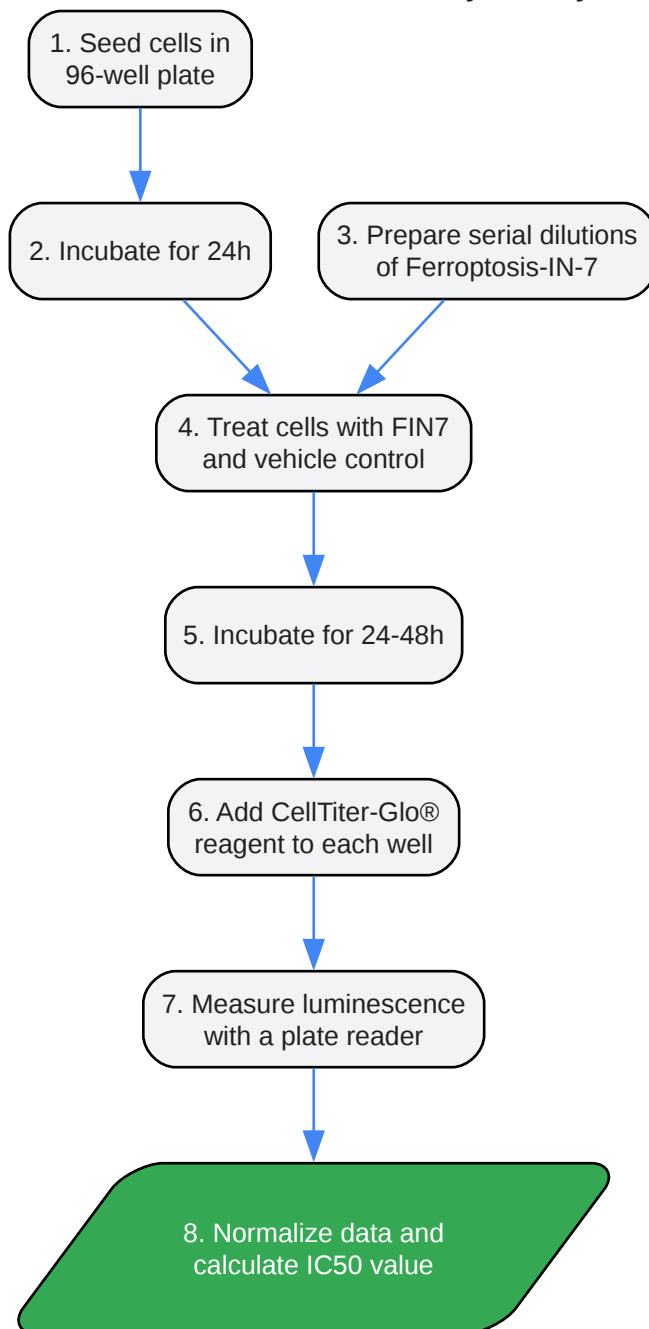 1. Seed cells in
96-well plate
2. Incubate for 24h
3. Prepare serial dilutions
of Ferroptosis-IN-7
4. Treat cells with FIN7
and vehicle control
5. Incubate for 24-48h
6. Add CellTiter-Glo®
reagent to each well
7. Measure luminescence
with a plate reader
8. Normalize data and
calculate IC50 value